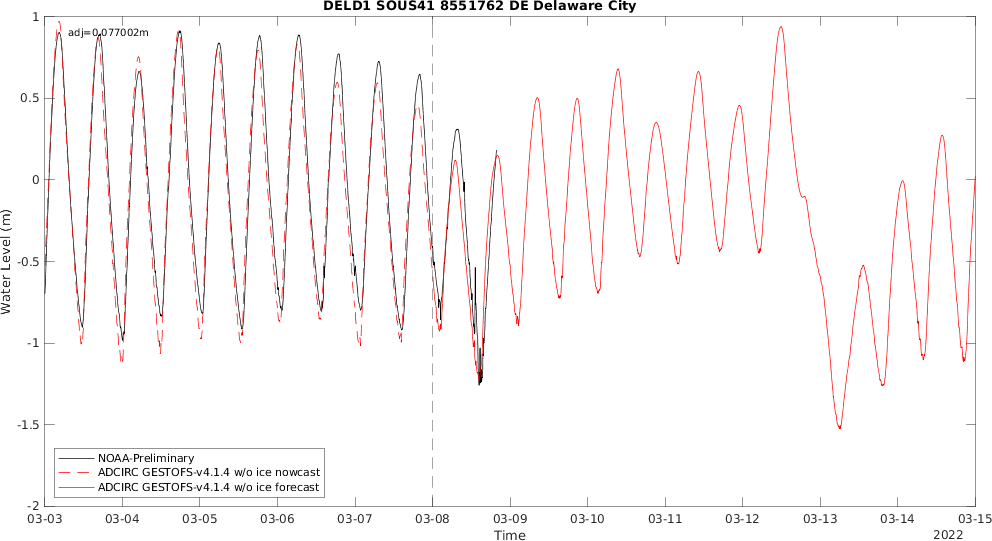 DELD1 SOUS41 8551762 DE Delaware City
adj=0.077002m
1
0.5
0
-0.5
-1
-1.5
-2
Water Level (m)
NOAA-Preliminary
ADCIRC GESTOFS-v4.1.4 w/o ice nowcast
ADCIRC GESTOFS-v4.1.4 w/o ice forecast
03-03 03-04 03-05 03-06 03-07 03-08 03-09 03-10 03-11 03-12 03-13 03-14 03-15
Time
2022